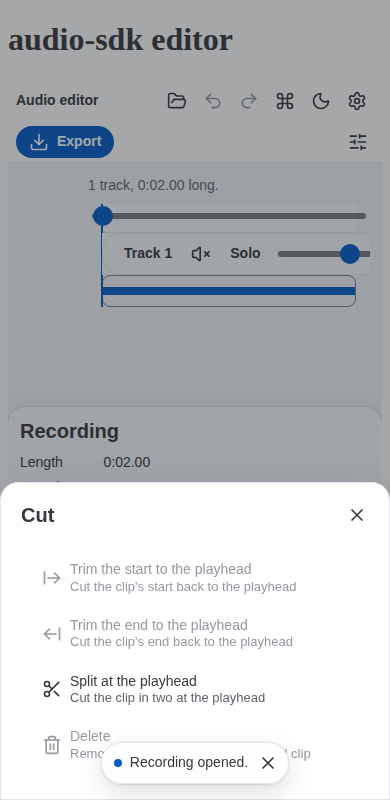 audio-sdk editor
Audio editor
Export
1 track, 0:02.00 long.
Track 1 Solo
Recording
Length 0:02.00
Cut
Trim the start to the playhead
Cut the clip's start back to the playhead
Trim the end to the playhead
Cut the clip's end back to the playhead
Split at the playhead
Cut the clip in two at the playhead
Delete
clip
Recording opened.